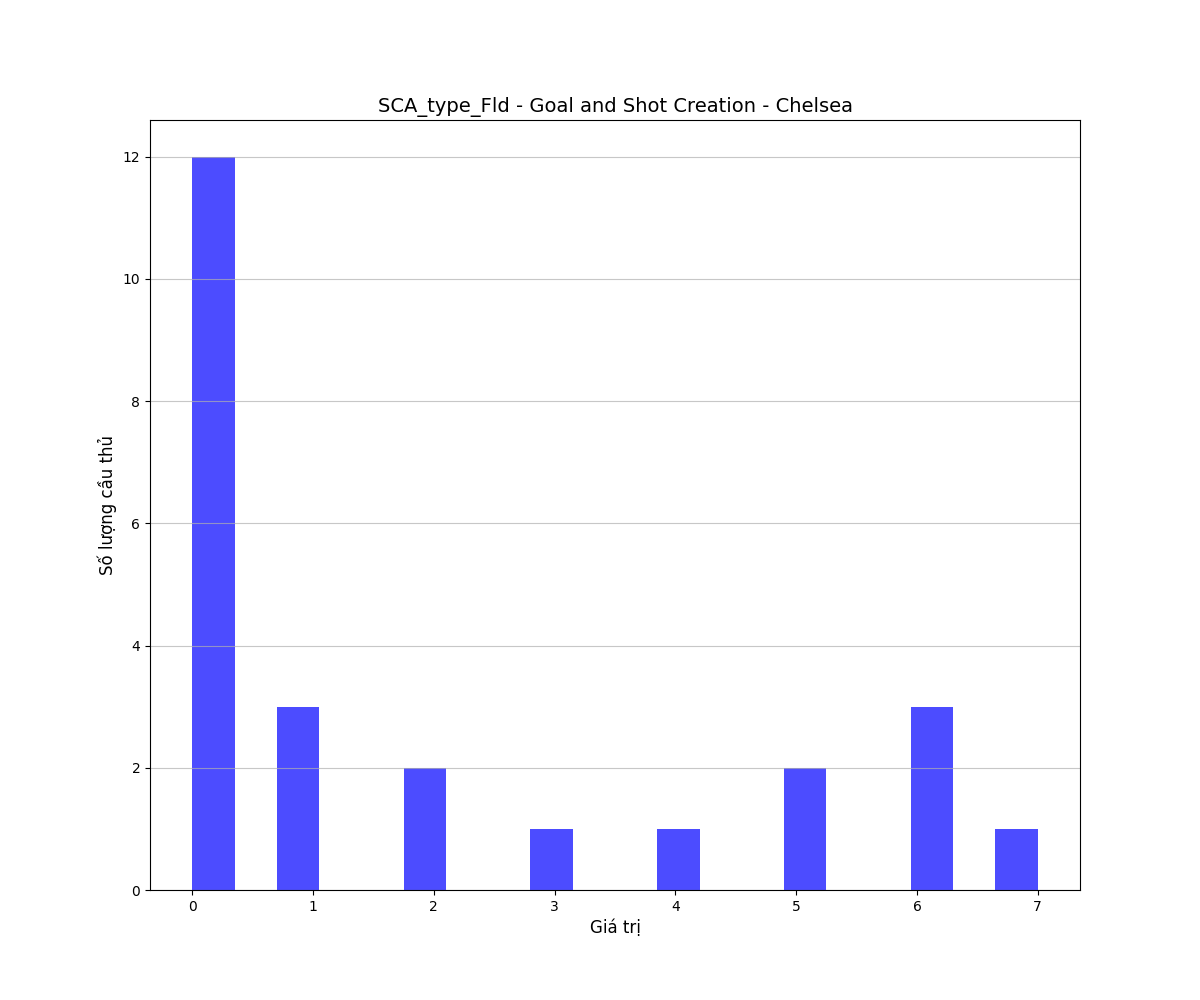 SCA_type_Fld - Goal and Shot Creation - Chelsea
12
10
8
6
4
2
0
Số lượng cầu thủ
0 1 2 3 4 5 6 7
Giá trị